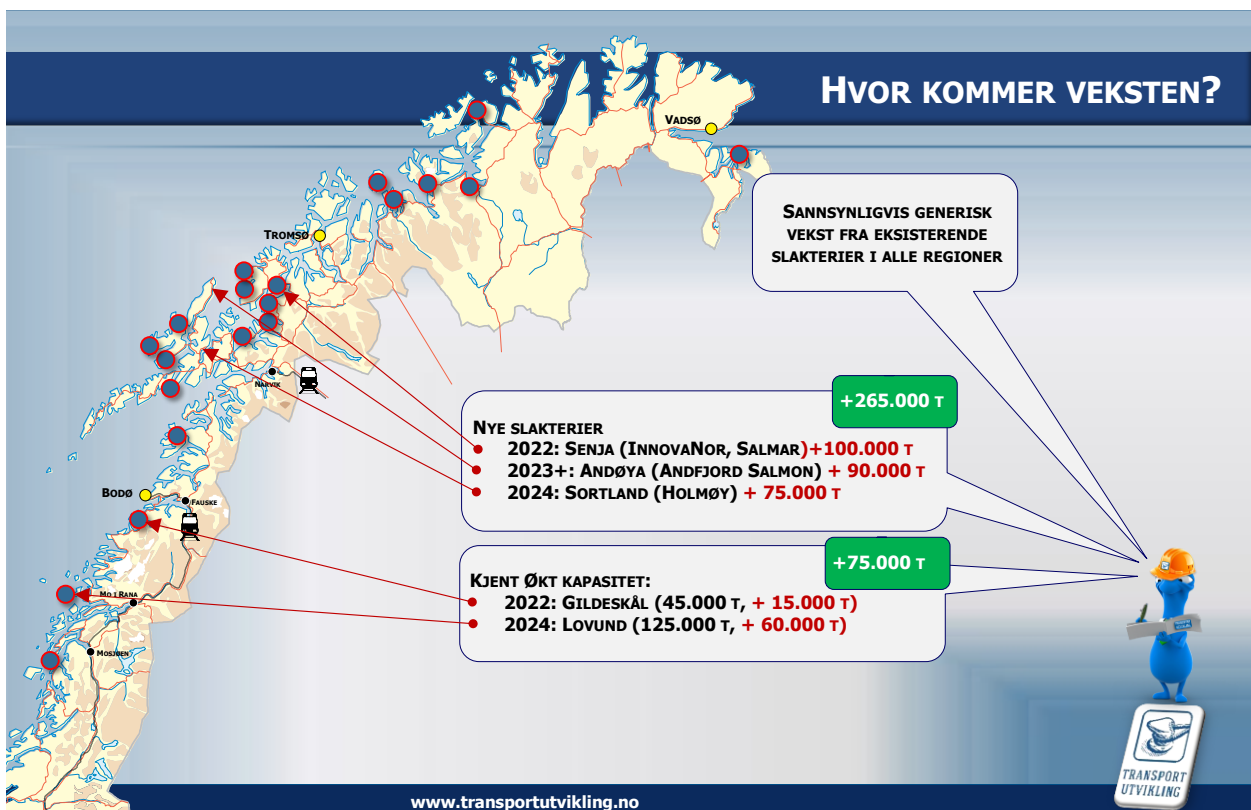 HVOR KOMMER VEKSTEN?
VADSØ
TROMSØ
NARVIK
BODØ
FAUSKE
MO I RANA
MOSJØEN
SANNSYNLIGVIS GENERISK
VEKST FRA EKSISTERENDE
SLAKTERIER I ALLE REGIONER
+265.000 T
NYE SLAKTERIER
2022: SENJA (INNOVANOR, SALMAR)+100.000 T
2023+: ANDØYA (ANDFJORD SALMON) + 90.000 T
2024: SORTLAND (HOLMØY) + 75.000 T
+75.000 T
KJENT ØKT KAPASITET:
2022: GILDESKÅL (45.000 T, + 15.000 T)
2024: LOVUND (125.000 T, + 60.000 T)
TRANSPORT
UTVIKLING
www.transportutvikling.no